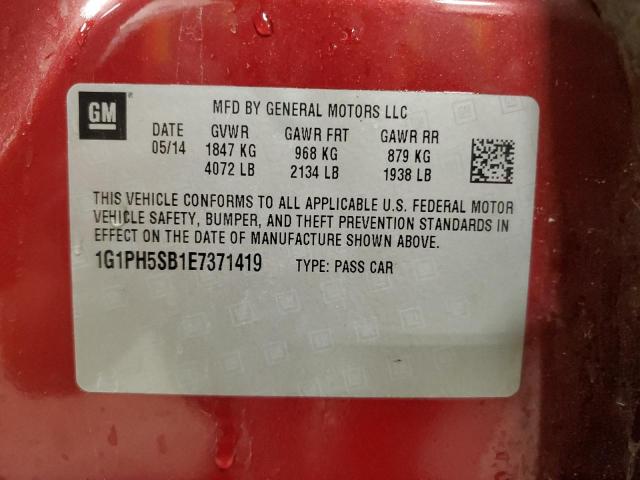 GM
MFD BY GENERAL MOTORS LLC
DATE GVWR GAWR FRT GAWR RR
05/14 1847 KG 968 KG 879 KG
4072 LB 2134 LB 1938 LB
THIS VEHICLE CONFORMS TO ALL APPLICABLE U.S. FEDERAL MOTOR
VEHICLE SAFETY, BUMPER, AND THEFT PREVENTION STANDARDS IN
EFFECT ON THE DATE OF MANUFACTURE SHOWN ABOVE.
1G1PH5SB1E7371419 TYPE: PASS CAR